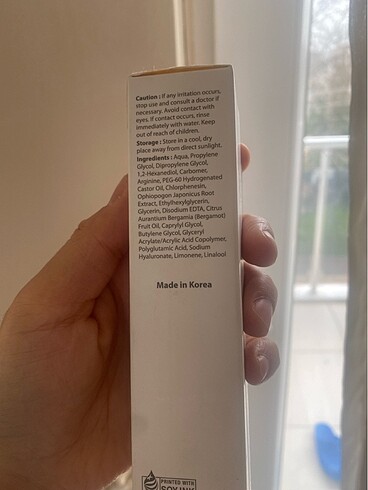 Caution : If any irritation occurs,
stop use and consult a doctor if
necessary. Avoid contact with
eyes. If contact occurs, rinse
immediately with water. Keep
out of reach of children.
Storage : Store in a cool, dry
place away from direct sunlight.
Ingredients : Aqua, Propylene
Glycol, Dipropylene Glycol,
1,2-Hexanediol, Carbomer,
Arginine, PEG-60 Hydrogenated
Castor Oil, Chlorphenesin,
Ophiopogon Japonicus Root
Extract, Ethylhexylglycerin,
Glycerin, Disodium EDTA, Citrus
Aurantium Bergamia (Bergamot)
Fruit Oil, Caprylyl Glycol,
Butylene Glycol, Glyceryl
Acrylate/Acrylic Acid Copolymer,
Polyglutamic Acid, Sodium
Hyaluronate, Limonene, Linalool
Made in Korea
PRINTED WITH
SOY INK